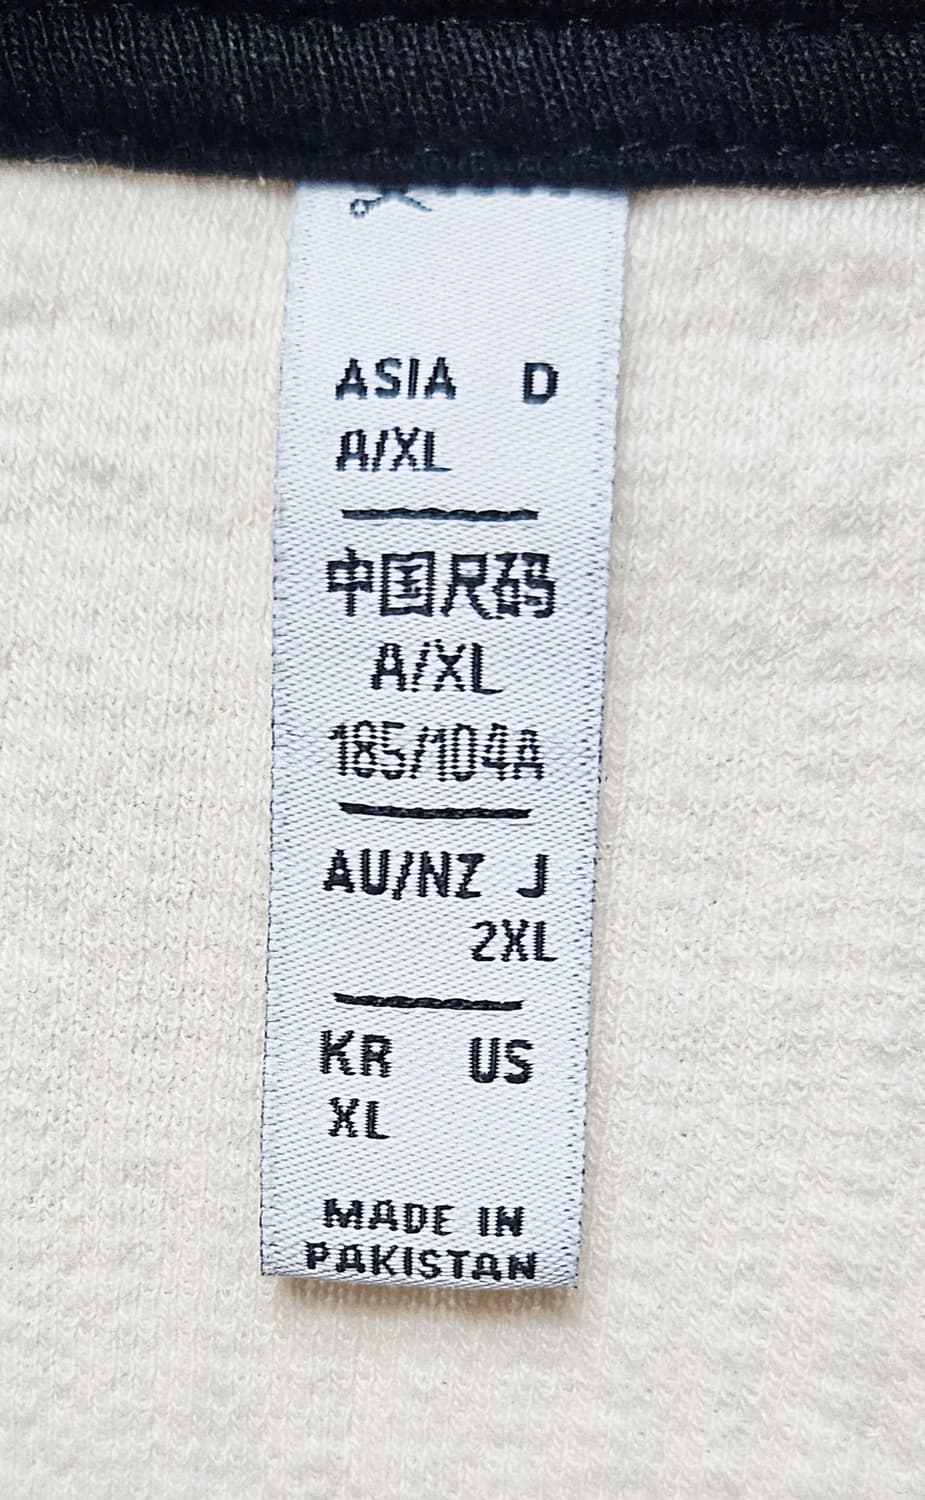 ASIA D
A/XL
中国尺码
A/XL
185/104A
AU/NZ J
2XL
KR US
XL
MADE IN
PAKISTAN